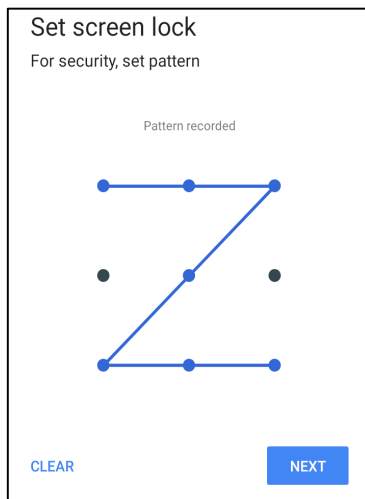 Set screen lock
For security, set pattern
Pattern recorded
CLEAR NEXT